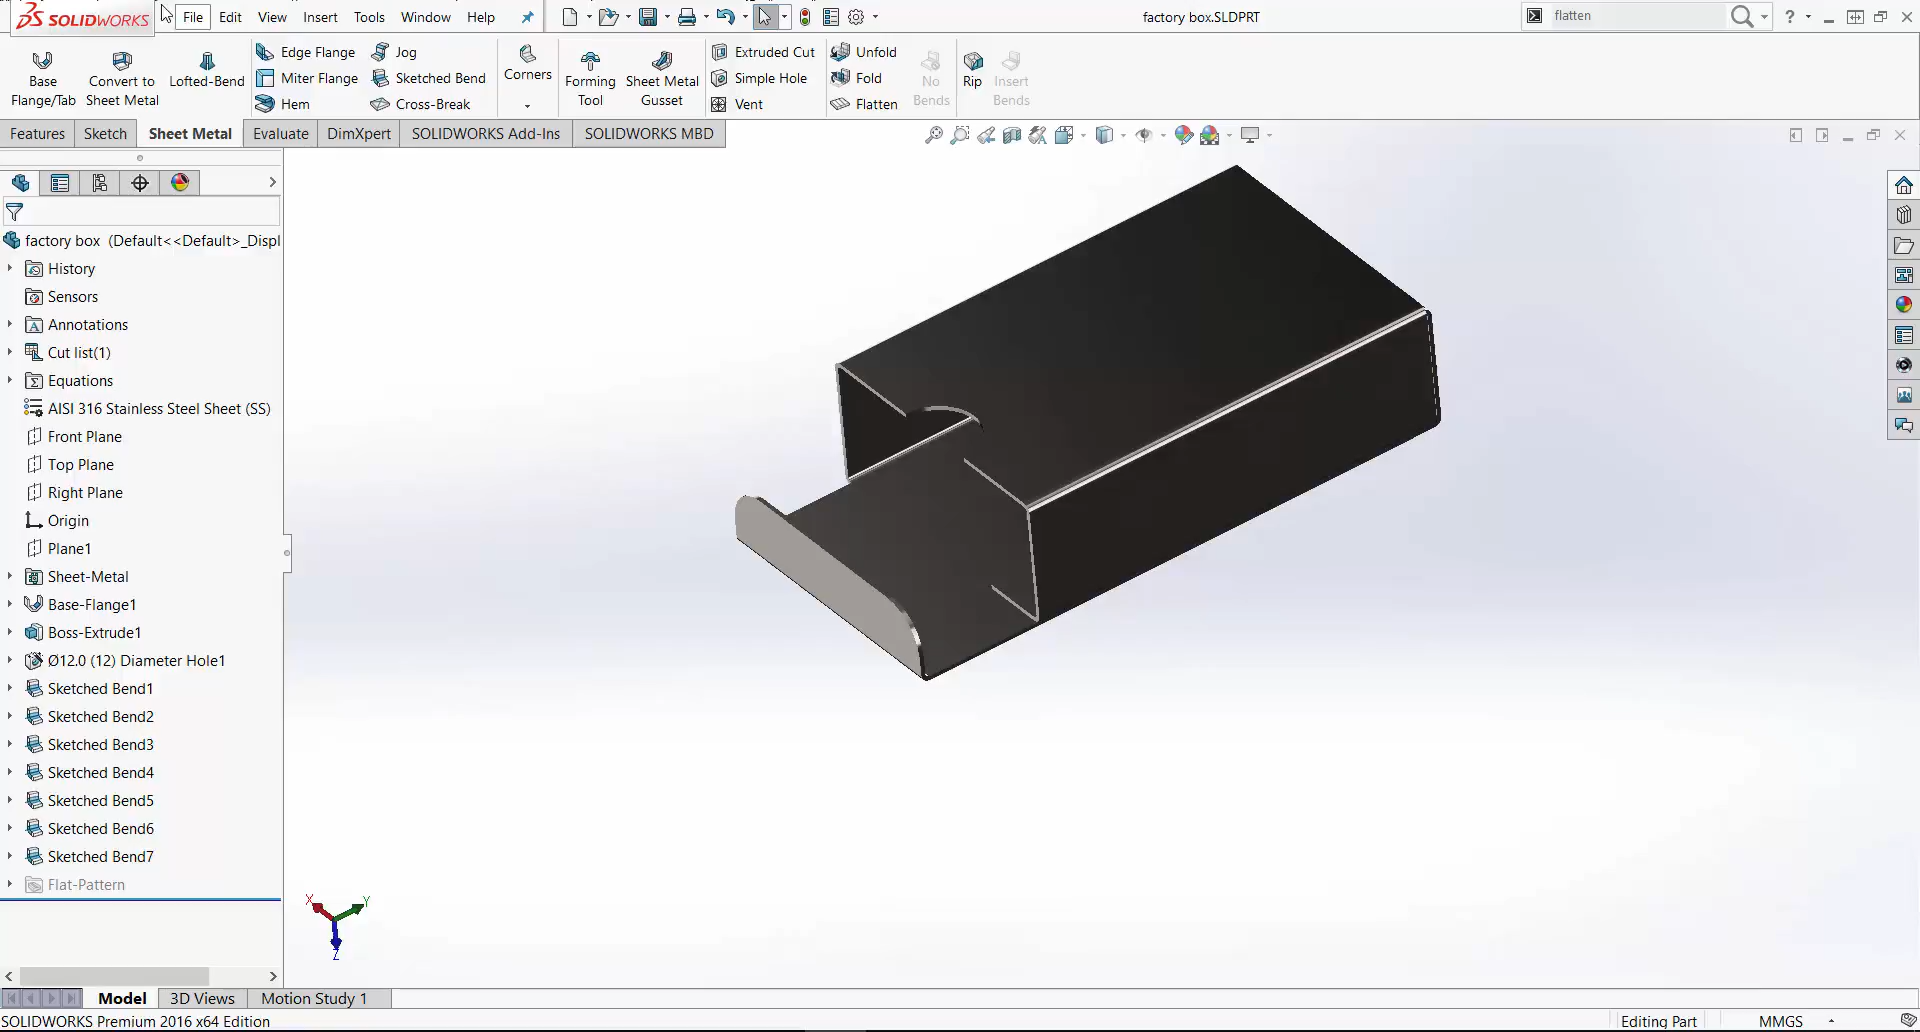 SOLIDWORKS File Edit View Insert Tools Window Help factory box.SLDPRT flatten ?
Base Flange/Tab
Convert to Sheet Metal
Lofted-Bend
Edge Flange
Miter Flange
Hem
Jog
Sketched Bend
Cross-Break
Corners
Forming Tool
Sheet Metal Gusset
Extruded Cut
Simple Hole
Vent
Unfold
Fold
Flatten
No Bends
Rip
Insert Bends
Features Sketch Sheet Metal Evaluate DimXpert SOLIDWORKS Add-Ins SOLIDWORKS MBD
factory box (Default<<Default>_Displ
History
Sensors
Annotations
Cut list(1)
Equations
AISI 316 Stainless Steel Sheet (SS)
Front Plane
Top Plane
Right Plane
Origin
Plane1
Sheet-Metal
Base-Flange1
Boss-Extrude1
Ø12.0 (12) Diameter Hole1
Sketched Bend1
Sketched Bend2
Sketched Bend3
Sketched Bend4
Sketched Bend5
Sketched Bend6
Sketched Bend7
Flat-Pattern
X Y
Z
Model 3D Views Motion Study 1
SOLIDWORKS Premium 2016 x64 Edition Editing Part MMGS